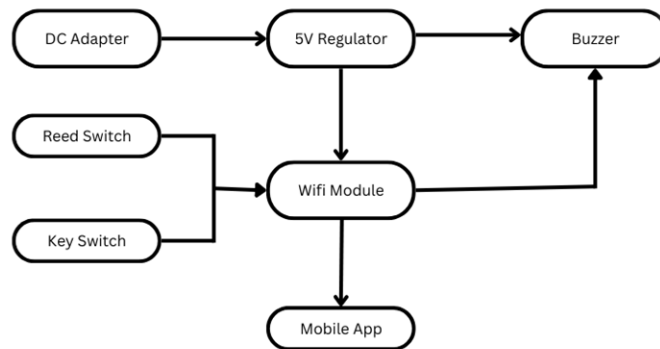 DC Adapter
5V Regulator
Buzzer
Reed Switch
Wifi Module
Key Switch
Mobile App